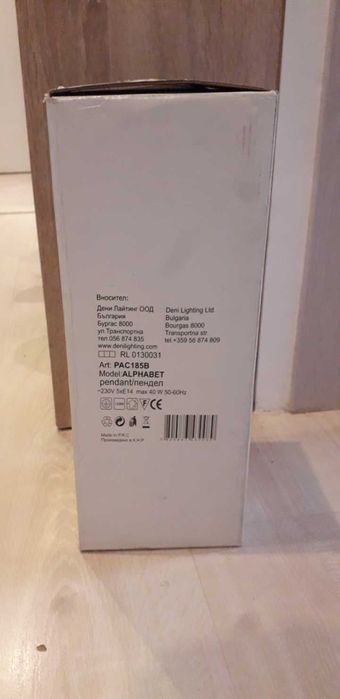 Вносител:
Дени Лайтинг ООД
България
Бургас 8000
ул.Транспортна
тел.056 874 835
www.denilighting.com
Deni Lighting Ltd
Bulgaria
Bourgas 8000
Transportna str.
tel.+359 56 874 809
RL 0130031
Art: PAC185B
Model:ALPHABET
pendant/пендел
~230V 5xE14 max 40 W 50-60Hz
CE
Made in P.R.C
Произведено в К.Н.Р